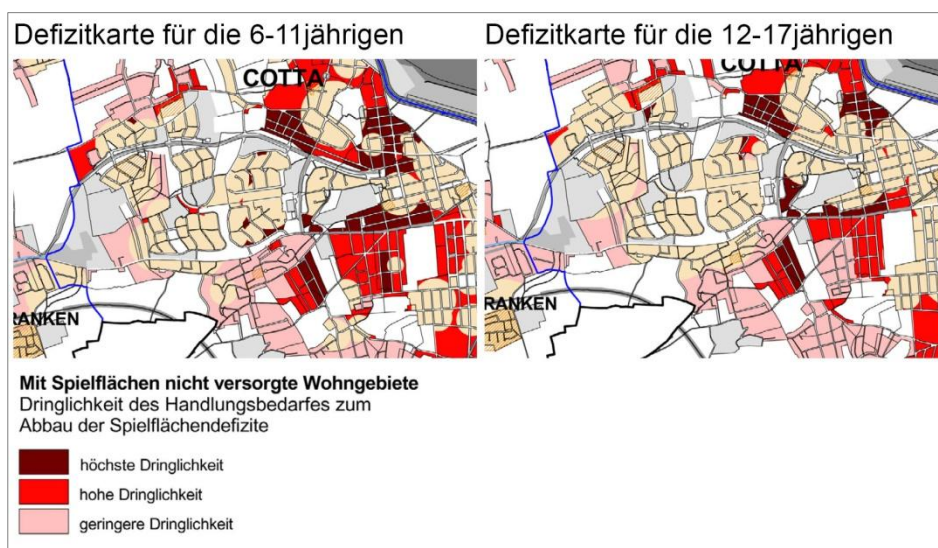 Defizitkarte für die 6-11jährigen
Defizitkarte für die 12-17jährigen
COTTA
COTTA
RANKEN
RANKEN
Mit Spielflächen nicht versorgte Wohngebiete
Dringlichkeit des Handlungsbedarfes zum
Abbau der Spielflächendefizite
höchste Dringlichkeit
hohe Dringlichkeit
geringere Dringlichkeit